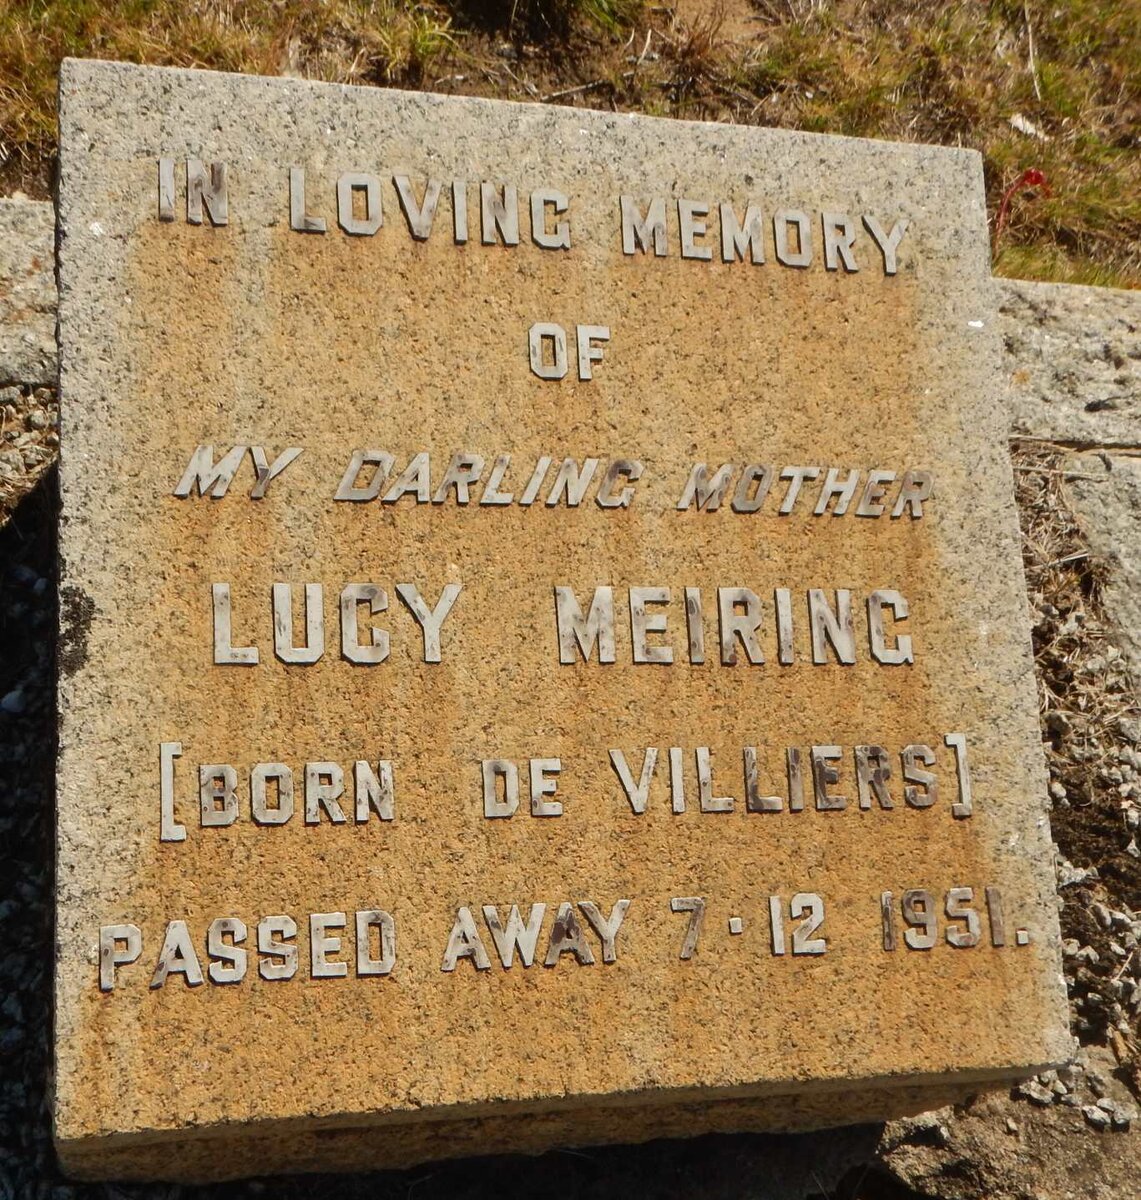 IN LOVING MEMORY
OF
MY DARLING MOTHER
LUCY MEIRING
[BORN DE VILLIERS]
PASSED AWAY 7·12 1951.